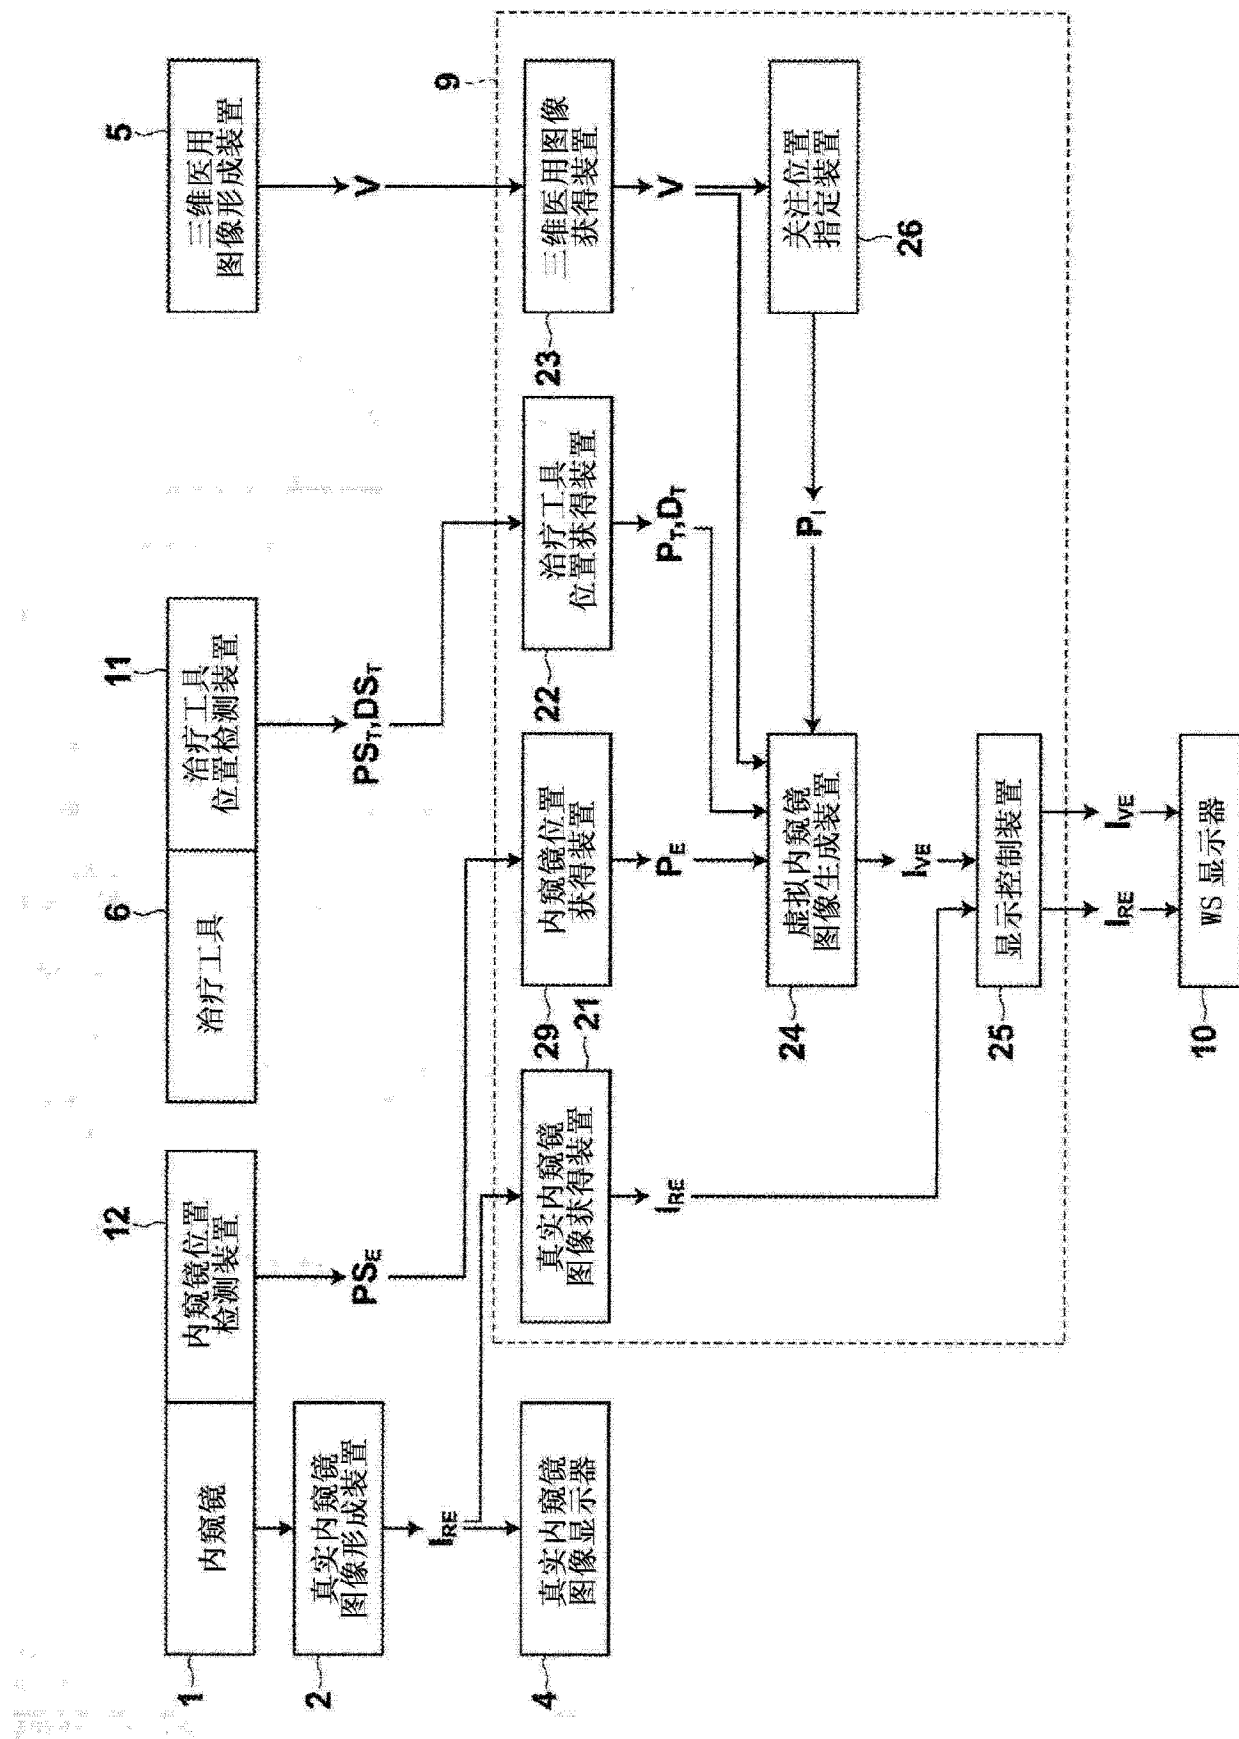 1
内窥镜
内窥镜位置
检测装置
12
6
治疗工具
治疗工具
位置检测装置
11
三维医用
图像形成装置
5
2
真实内窥镜
图像形成装置
PSE
PST,DST
V
IRE
9
4
真实内窥镜
图像显示器
真实内窥镜
图像获得装置
21
29
内窥镜位置
获得装置
22
治疗工具
位置获得装置
23
三维医用图像
获得装置
IRE
PE
PT,DT
V
24
虚拟内窥镜
图像生成装置
PI
关注位置
指定装置
26
IVE
25
显示控制装置
IRE
IVE
10
WS 显示器